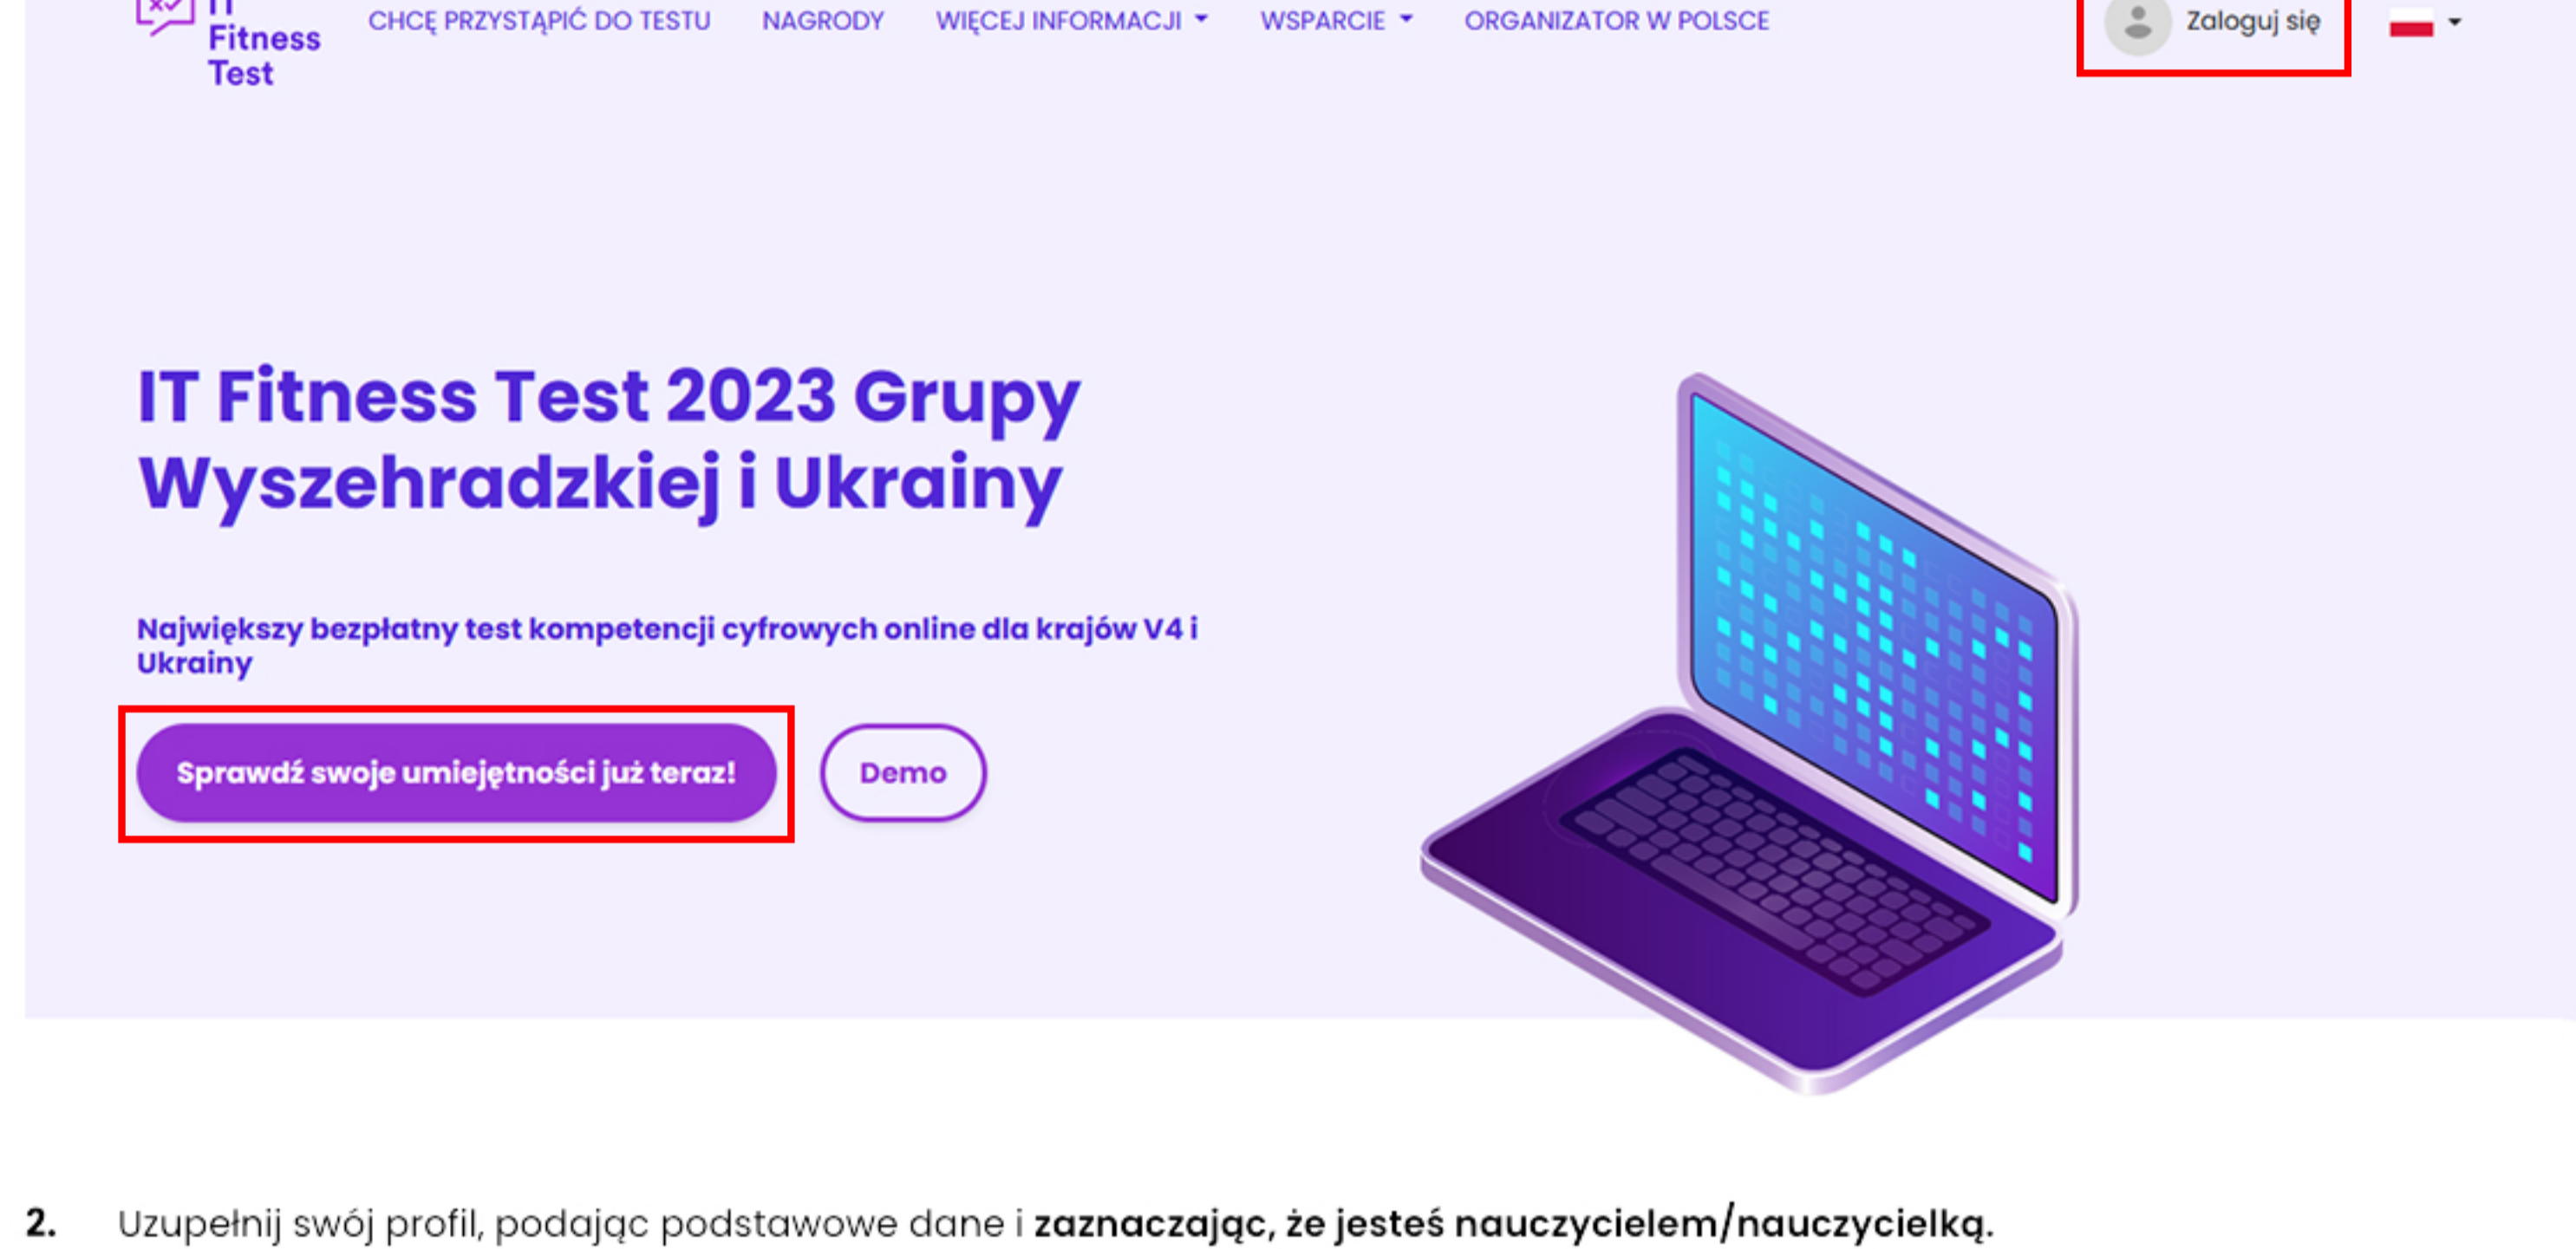 IT
Fitness
Test
CHCĘ PRZYSTĄPIĆ DO TESTU NAGRODY WIĘCEJ INFORMACJI WSPARCIE ORGANIZATOR W POLSCE Zaloguj się
IT Fitness Test 2023 Grupy
Wyszehradzkiej i Ukrainy
Największy bezpłatny test kompetencji cyfrowych online dla krajów V4 i
Ukrainy
Sprawdź swoje umiejętności już teraz! Demo
2. Uzupełnij swój profil, podając podstawowe dane i zaznaczając, że jesteś nauczycielem/nauczycielką.